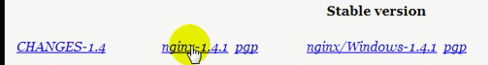 Stable version
CHANGES-1.4 nginx-1.4.1 pgp nginx/Windows-1.4.1 pgp